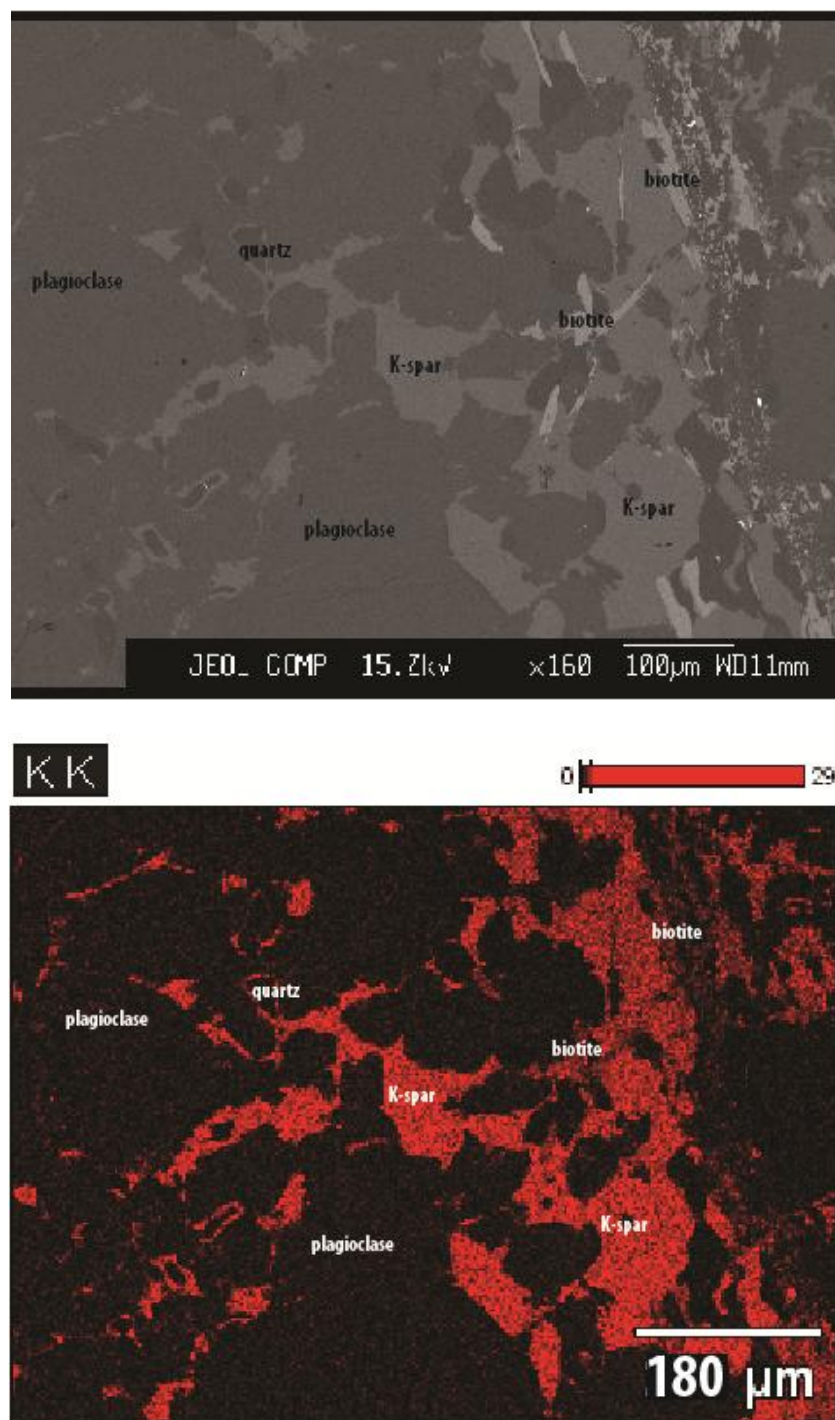 biotite
quartz
plagioclase
biotite
K-spar
K-spar
plagioclase
JEOL COMP 15.2kV ×160 100µm WD11mm
K K
0 29
biotite
quartz
plagioclase
biotite
K-spar
K-spar
plagioclase
180 µm